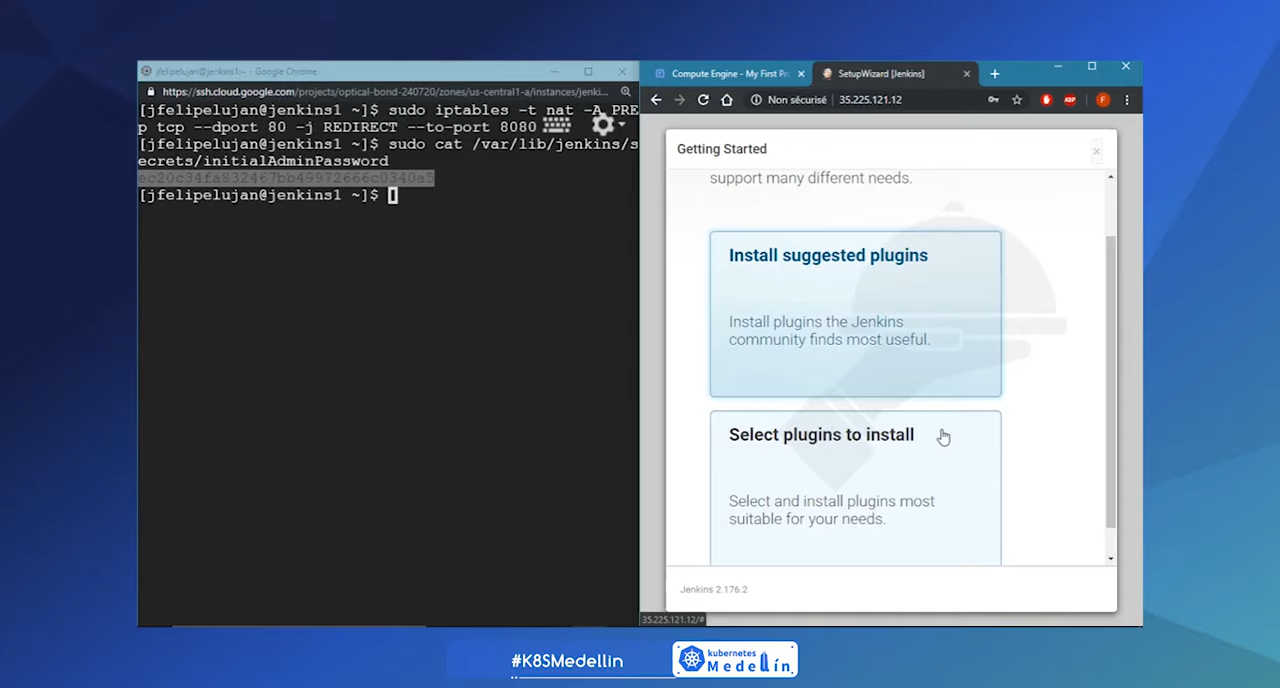 jfelipelujan@jenkins1:~ - Google Chrome
https://ssh.cloud.google.com/projects/optical-bond-240720/zones/us-central1-a/instances/jenki...
[jfelipelujan@jenkins1 ~]$ sudo iptables -t nat -A PRE
p tcp --dport 80 -j REDIRECT --to-port 8080
[jfelipelujan@jenkins1 ~]$ sudo cat /var/lib/jenkins/s
ecrets/initialAdminPassword
ec20c34fa932467bb49972666c0340a5
[jfelipelujan@jenkins1 ~]$
Compute Engine - My First Pr
SetupWizard [Jenkins]
Non sécurisé
35.225.121.12
ABP
F
Getting Started
support many different needs.
Install suggested plugins
Install plugins the Jenkins
community finds most useful.
Select plugins to install
Select and install plugins most
suitable for your needs.
Jenkins 2.176.2
35.225.121.12/#
#K8SMedellin
kubernetes
Medellín